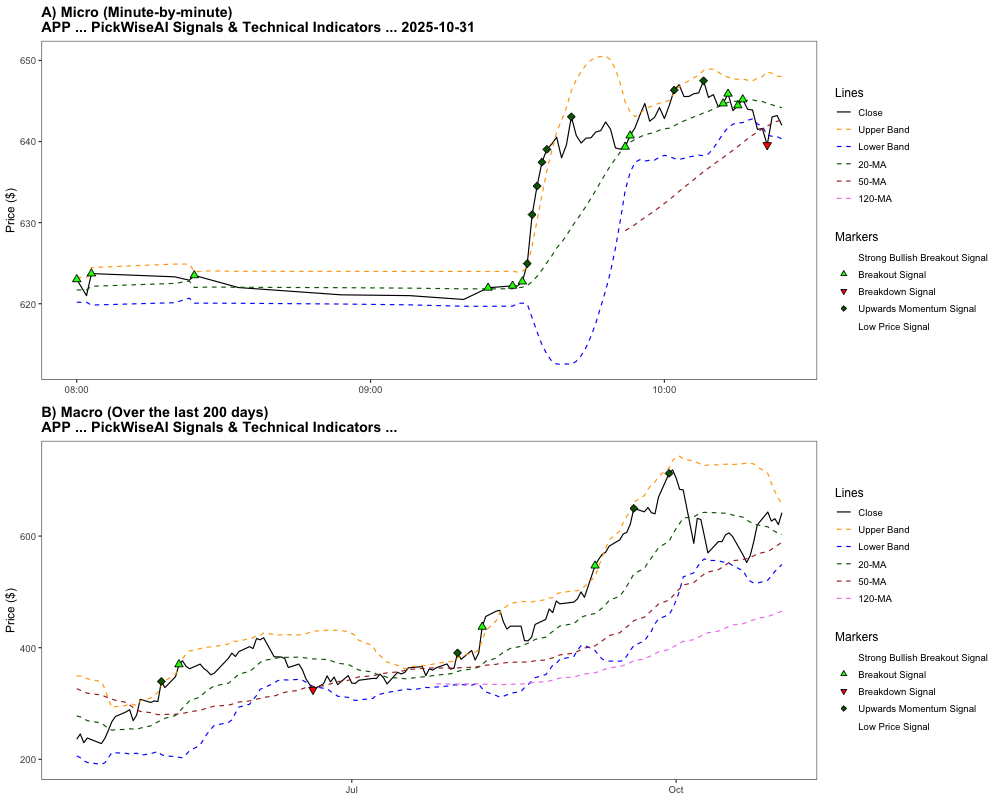 A) Micro (Minute-by-minute)
APP ... PickWiseAI Signals & Technical Indicators ... 2025-10-31
Price ($)
650
640
630
620
08:00
09:00
10:00
Lines
Close
Upper Band
Lower Band
20-MA
50-MA
120-MA
Markers
Strong Bullish Breakout Signal
Breakout Signal
Breakdown Signal
Upwards Momentum Signal
Low Price Signal
B) Macro (Over the last 200 days)
APP ... PickWiseAI Signals & Technical Indicators ...
Price ($)
600
400
200
Jul
Oct
Lines
Close
Upper Band
Lower Band
20-MA
50-MA
120-MA
Markers
Strong Bullish Breakout Signal
Breakout Signal
Breakdown Signal
Upwards Momentum Signal
Low Price Signal